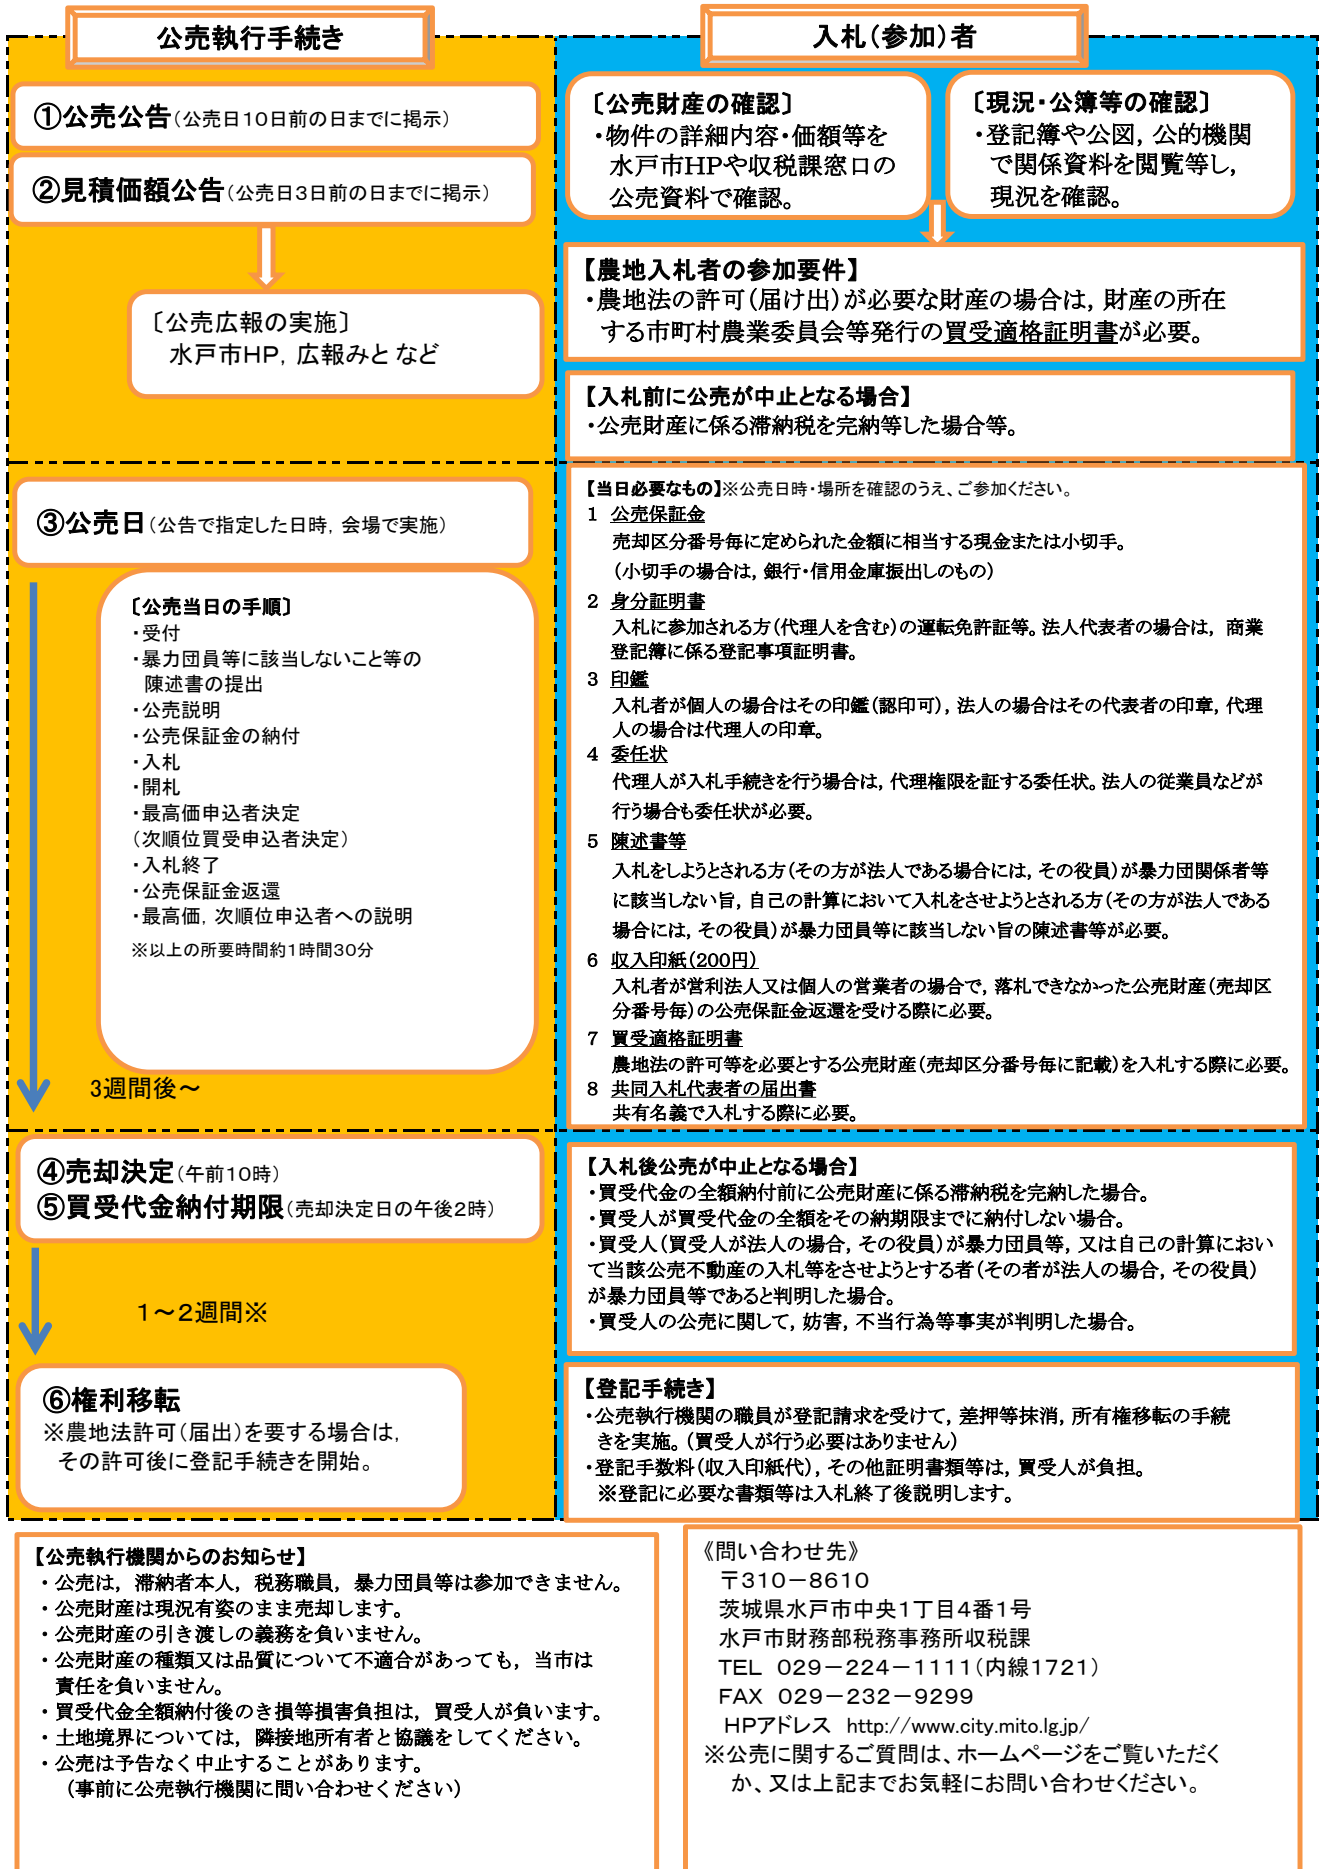 公売執行手続き
①公売公告(公売日10日前の日までに掲示)
②見積価額公告(公売日3日前の日までに掲示)
〔公売広報の実施〕
水戸市HP，広報みと など
入札(参加)者
〔公売財産の確認〕
・物件の詳細内容・価額等を
水戸市HPや収税課窓口の
公売資料で確認。
〔現況・公簿等の確認〕
・登記簿や公図，公的機関
で関係資料を閲覧等し，
現況を確認。
【農地入札者の参加要件】
・農地法の許可(届け出)が必要な財産の場合は，財産の所在
する市町村農業委員会等発行の買受適格証明書が必要。
【入札前に公売が中止となる場合】
・公売財産に係る滞納税を完納等した場合等。
③公売日(公告で指定した日時，会場で実施)
〔公売当日の手順〕
・受付
・暴力団員等に該当しないこと等の
陳述書の提出
・公売説明
・公売保証金の納付
・入札
・開札
・最高価申込者決定
(次順位買受申込者決定)
・入札終了
・公売保証金返還
・最高価，次順位申込者への説明
※以上の所要時間約1時間30分
3週間後～
【当日必要なもの】※公売日時・場所を確認のうえ、ご参加ください。
1 公売保証金
売却区分番号毎に定められた金額に相当する現金または小切手。
(小切手の場合は，銀行・信用金庫振出しのもの)
2 身分証明書
入札に参加される方(代理人を含む)の運転免許証等。法人代表者の場合は，商業
登記簿に係る登記事項証明書。
3 印鑑
入札者が個人の場合はその印鑑(認印可)，法人の場合はその代表者の印章，代理
人の場合は代理人の印章。
4 委任状
代理人が入札手続きを行う場合は，代理権限を証する委任状。法人の従業員などが
行う場合も委任状が必要。
5 陳述書等
入札をしようとされる方(その方が法人である場合には，その役員)が暴力団関係者等
に該当しない旨，自己の計算において入札をさせようとされる方(その方が法人である
場合には，その役員)が暴力団員等に該当しない旨の陳述書等が必要。
6 収入印紙(200円)
入札者が営利法人又は個人の営業者の場合で，落札できなかった公売財産(売却区
分番号毎)の公売保証金返還を受ける際に必要。
7 買受適格証明書
農地法の許可等を必要とする公売財産(売却区分番号毎に記載)を入札する際に必要。
8 共同入札代表者の届出書
共有名義で入札する際に必要。
④売却決定(午前10時)
⑤買受代金納付期限(売却決定日の午後2時)
1～2週間※
⑥権利移転
※農地法許可(届出)を要する場合は，
その許可後に登記手続きを開始。
【入札後公売が中止となる場合】
・買受代金の全額納付前に公売財産に係る滞納税を完納した場合。
・買受人が買受代金の全額をその納期限までに納付しない場合。
・買受人(買受人が法人の場合，その役員)が暴力団員等，又は自己の計算におい
て当該公売不動産の入札等をさせようとする者(その者が法人の場合，その役員)
が暴力団員等であると判明した場合。
・買受人の公売に関して，妨害，不当行為等事実が判明した場合。
【登記手続き】
・公売執行機関の職員が登記請求を受けて，差押等抹消，所有権移転の手続
きを実施。(買受人が行う必要はありません)
・登記手数料(収入印紙代)，その他証明書類等は，買受人が負担。
※登記に必要な書類等は入札終了後説明します。
【公売執行機関からのお知らせ】
・公売は，滞納者本人，税務職員，暴力団員等は参加できません。
・公売財産は現況有姿のまま売却します。
・公売財産の引き渡しの義務を負いません。
・公売財産の種類又は品質について不適合があっても，当市は
責任を負いません。
・買受代金全額納付後のき損等損害負担は，買受人が負います。
・土地境界については，隣接地所有者と協議をしてください。
・公売は予告なく中止することがあります。
(事前に公売執行機関に問い合わせください)
《問い合わせ先》
〒310－8610
茨城県水戸市中央1丁目4番1号
水戸市財務部税務事務所収税課
TEL 029－224－1111(内線1721)
FAX 029－232－9299
HPアドレス http://www.city.mito.lg.jp/
※公売に関するご質問は、ホームページをご覧いただく
か、又は上記までお気軽にお問い合わせください。